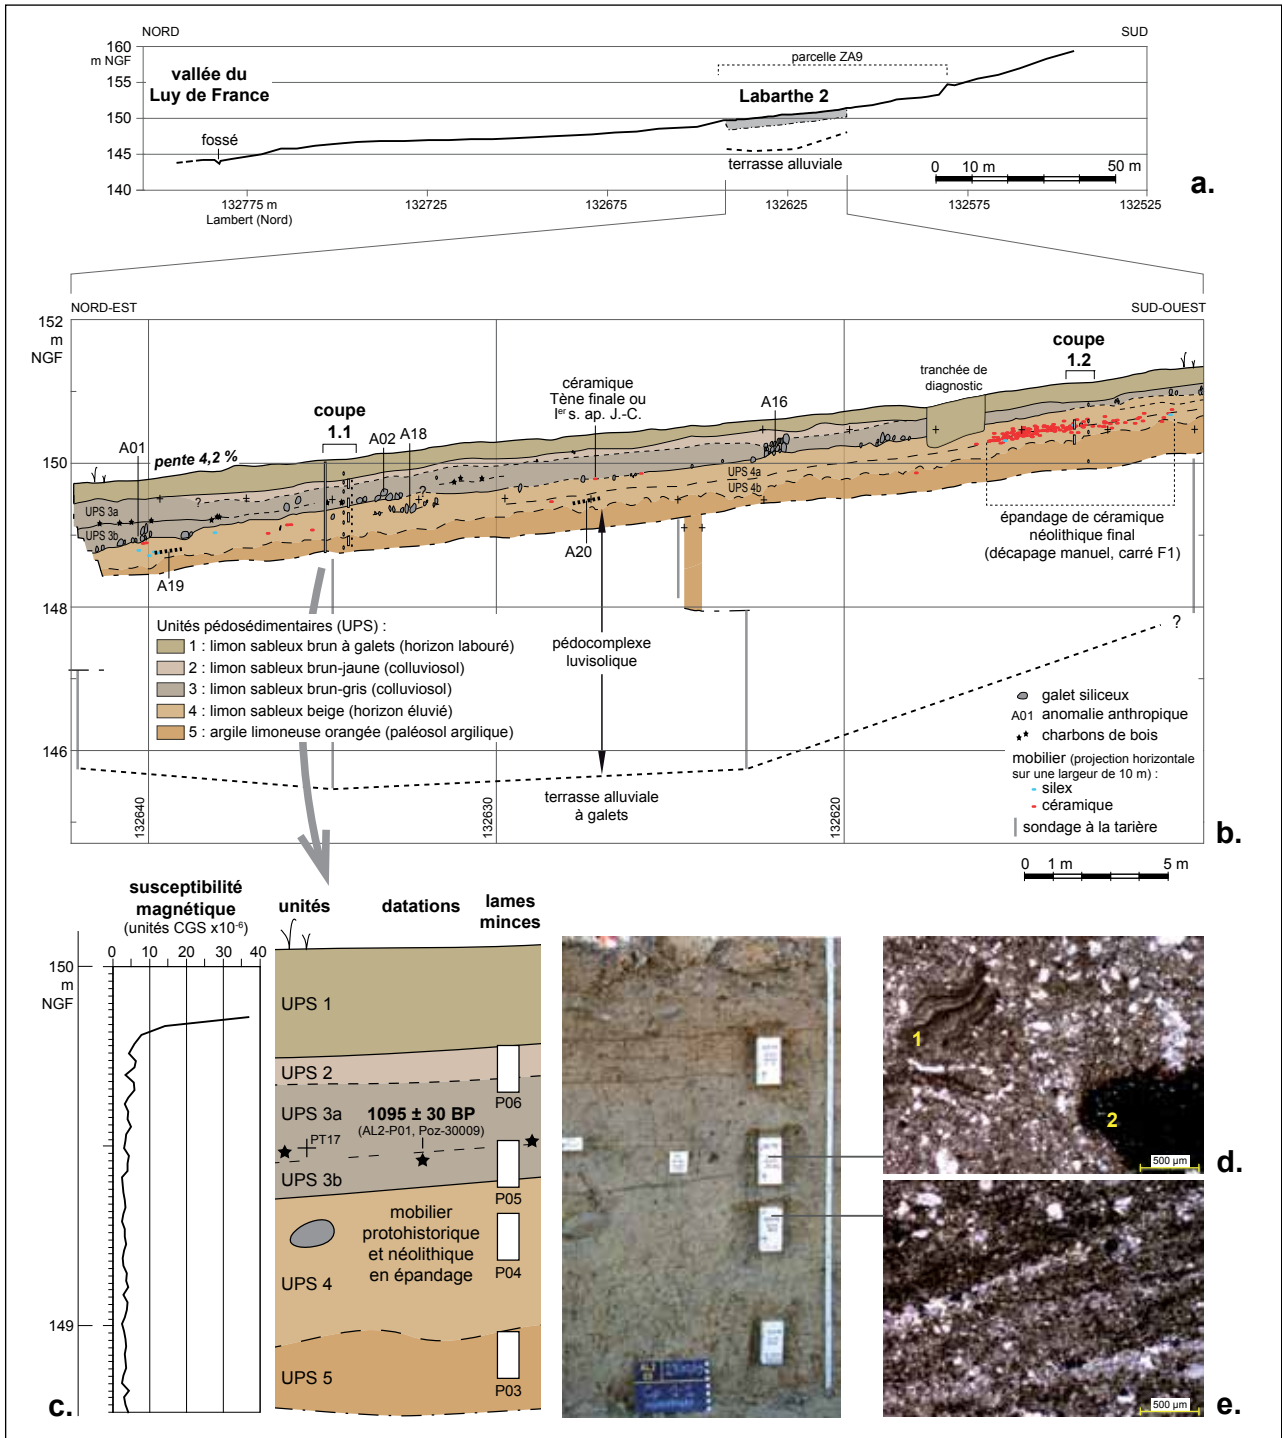 NORD
SUD
160
m NGF
155
150
145
140
vallée du
Luy de France
parcelle ZA9
Labarthe 2
fossé
terrasse alluviale
0 10 m 50 m
a.
132775 m
Lambert (Nord)
132725
132675
132625
132575
132525
NORD-EST
SUD-OUEST
152
m
NGF
150
148
146
coupe
1.2
tranchée de
diagnostic
céramique
Tène finale ou
Ier s. ap. J.-C.
A16
coupe
1.1
A02
A18
A01
pente 4,2 %
UPS 3a
UPS 3b
?
?
UPS 4a
UPS 4b
A19
A20
épandage de céramique
néolithique final
(décapage manuel, carré F1)
Unités pédosédimentaires (UPS) :
1 : limon sableux brun à galets (horizon labouré)
2 : limon sableux brun-jaune (colluviosol)
3 : limon sableux brun-gris (colluviosol)
4 : limon sableux beige (horizon éluvié)
5 : argile limoneuse orangée (paléosol argilique)
pédocomplexe
luvisolique
?
terrasse alluviale
à galets
galet siliceux
A01 anomalie anthropique
charbons de bois
mobilier (projection horizontale
sur une largeur de 10 m) :
silex
céramique
sondage à la tarière
132640
132630
132620
b.
0 1 m 5 m
susceptibilité
magnétique
(unités CGS x10-6)
0 10 20 30 40
150
m
NGF
149
unités
datations
lames
minces
UPS 1
UPS 2
P06
UPS 3a
1095 ± 30 BP
(AL2-P01, Poz-30009)
PT17
UPS 3b
P05
mobilier
protohistorique
et néolithique
en épandage
UPS 4
P04
UPS 5
P03
c.
1
2
500 µm
d.
500 µm
e.